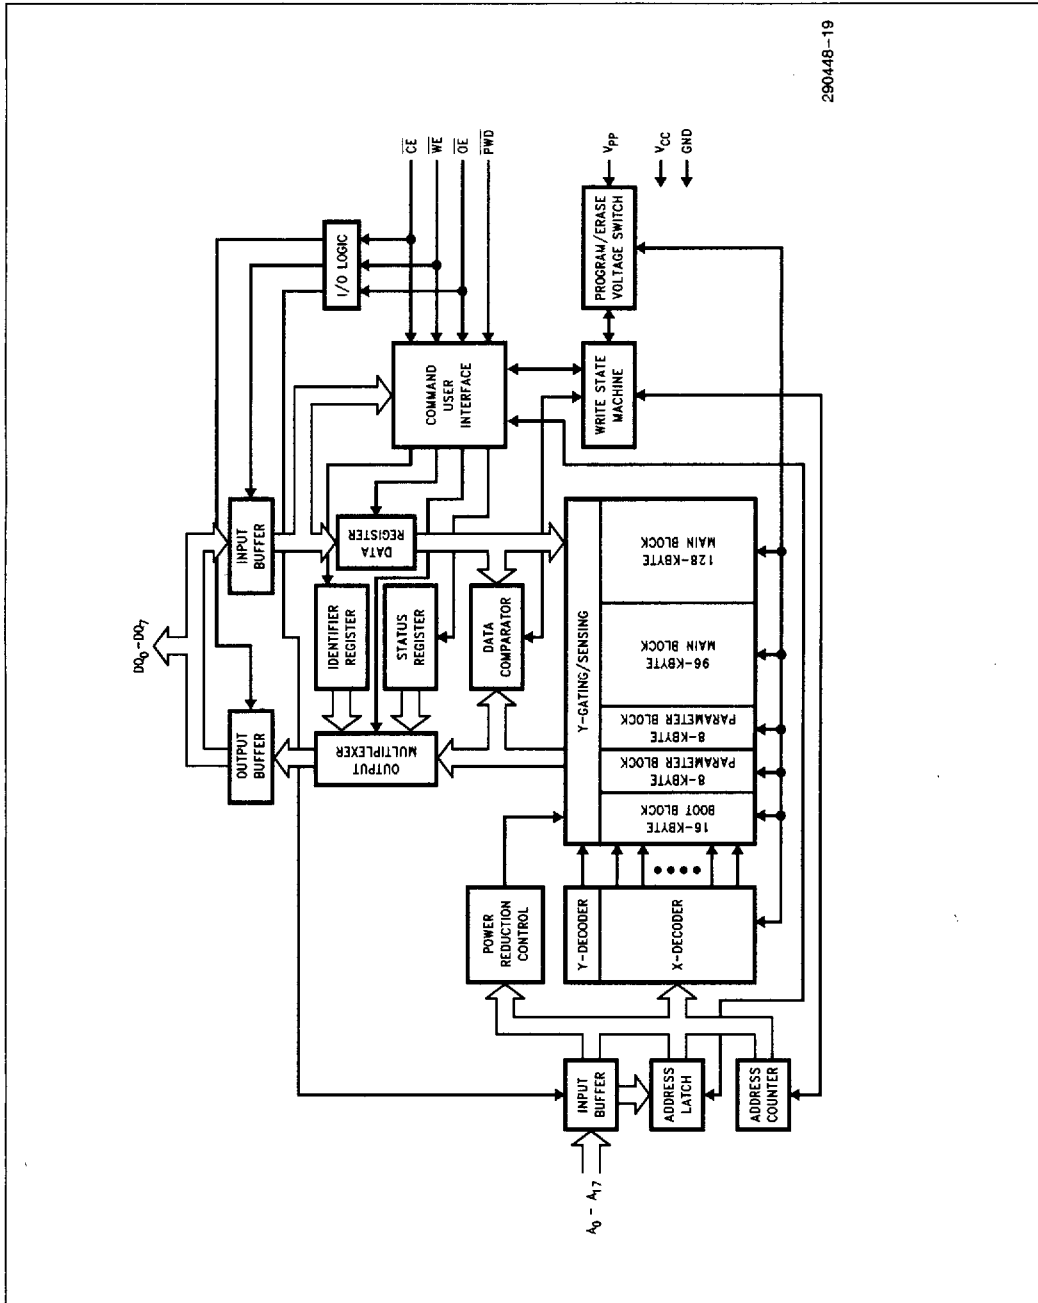 DQ0-DQ7
OUTPUT
BUFFER
INPUT
BUFFER
I/O LOGIC
CE
WE
OE
PWD
IDENTIFIER
REGISTER
STATUS
REGISTER
DATA
REGISTER
OUTPUT
MULTIPLEXER
DATA
COMPARATOR
COMMAND
USER
INTERFACE
POWER
REDUCTION
CONTROL
A0 - A17
INPUT
BUFFER
ADDRESS
LATCH
ADDRESS
COUNTER
Y-DECODER
X-DECODER
Y-GATING/SENSING
16-KBYTE
BOOT BLOCK
8-KBYTE
PARAMETER BLOCK
8-KBYTE
PARAMETER BLOCK
96-KBYTE
MAIN BLOCK
128-KBYTE
MAIN BLOCK
WRITE STATE
MACHINE
PROGRAM/ERASE
VOLTAGE SWITCH
VPP
VCC
GND
290448-19